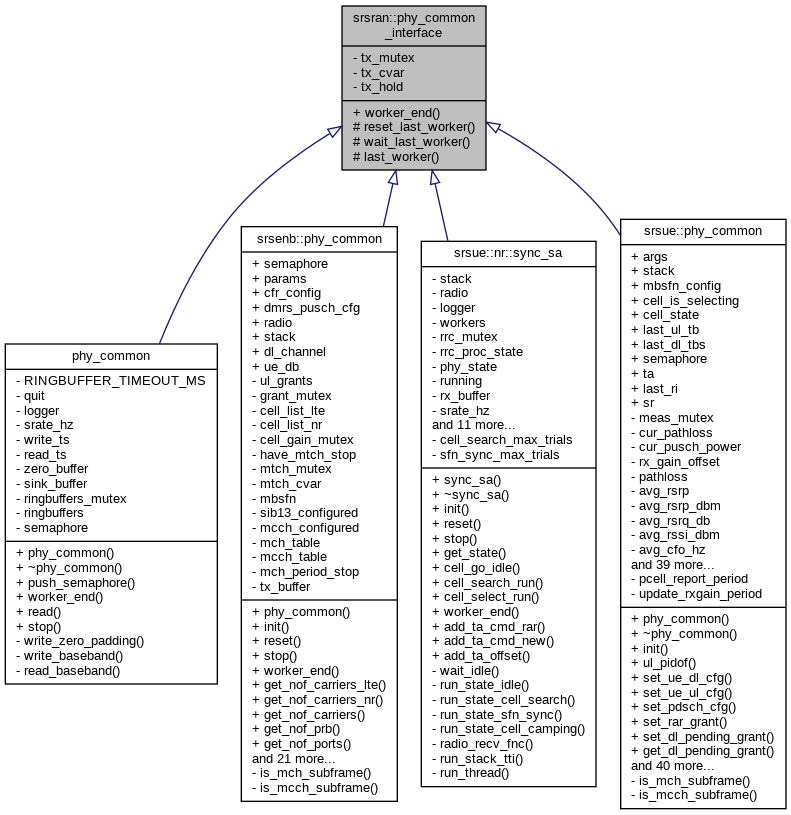 srsran::phy_common
_interface
- tx_mutex
- tx_cvar
- tx_hold
+ worker_end()
# reset_last_worker()
# wait_last_worker()
# last_worker()
phy_common
- RINGBUFFER_TIMEOUT_MS
- quit
- logger
- srate_hz
- write_ts
- read_ts
- zero_buffer
- sink_buffer
- ringbuffers_mutex
- ringbuffers
- semaphore
+ phy_common()
+ ~phy_common()
+ push_semaphore()
+ worker_end()
+ read()
+ stop()
- write_zero_padding()
- write_baseband()
- read_baseband()
srsenb::phy_common
+ semaphore
+ params
+ cfr_config
+ dmrs_pusch_cfg
+ radio
+ stack
+ dl_channel
+ ue_db
- ul_grants
- grant_mutex
- cell_list_lte
- cell_list_nr
- cell_gain_mutex
- have_mtch_stop
- mtch_mutex
- mtch_cvar
- mbsfn
- sib13_configured
- mcch_configured
- mch_table
- mcch_table
- mch_period_stop
- tx_buffer
+ phy_common()
+ init()
+ reset()
+ stop()
+ worker_end()
+ get_nof_carriers_lte()
+ get_nof_carriers_nr()
+ get_nof_carriers()
+ get_nof_prb()
+ get_nof_ports()
and 21 more...
- is_mch_subframe()
- is_mcch_subframe()
srsue::nr::sync_sa
- stack
- radio
- logger
- workers
- rrc_mutex
- rrc_proc_state
- phy_state
- running
- rx_buffer
- srate_hz
and 11 more...
- cell_search_max_trials
- sfn_sync_max_trials
+ sync_sa()
+ ~sync_sa()
+ init()
+ reset()
+ stop()
+ get_state()
+ cell_go_idle()
+ cell_search_run()
+ cell_select_run()
+ worker_end()
+ add_ta_cmd_rar()
+ add_ta_cmd_new()
+ add_ta_offset()
- wait_idle()
- run_state_idle()
- run_state_cell_search()
- run_state_sfn_sync()
- run_state_cell_camping()
- radio_recv_fnc()
- run_stack_tti()
- run_thread()
srsue::phy_common
+ args
+ stack
+ mbsfn_config
+ cell_is_selecting
+ cell_state
+ last_ul_tb
+ last_dl_tbs
+ semaphore
+ ta
+ last_ri
+ sr
- meas_mutex
- cur_pathloss
- cur_pusch_power
- rx_gain_offset
- pathloss
- avg_rsrp
- avg_rsrp_dbm
- avg_rsrq_db
- avg_rssi_dbm
- avg_cfo_hz
and 39 more...
- pcell_report_period
- update_rxgain_period
+ phy_common()
+ ~phy_common()
+ init()
+ ul_pidof()
+ set_ue_dl_cfg()
+ set_ue_ul_cfg()
+ set_pdsch_cfg()
+ set_rar_grant()
+ set_dl_pending_grant()
+ get_dl_pending_grant()
and 40 more...
- is_mch_subframe()
- is_mcch_subframe()